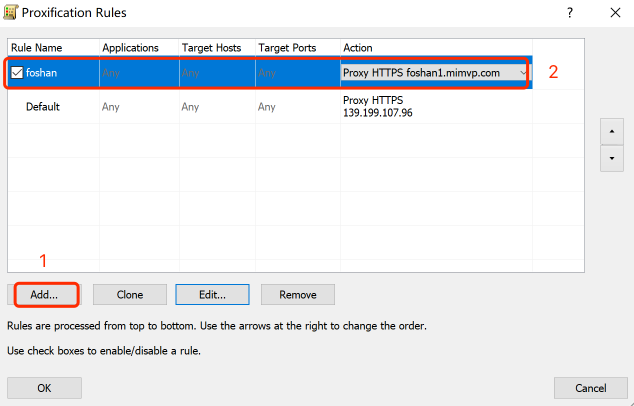 Proxification Rules
Rule Name Applications Target Hosts Target Ports Action
foshan Any Any Any Proxy HTTPS foshan1.mimvp.com 2
Default Any Any Any Proxy HTTPS
139.199.107.96
1
Add... Clone Edit... Remove
Rules are processed from top to bottom. Use the arrows at the right to change the order.
Use check boxes to enable/disable a rule.
OK Cancel